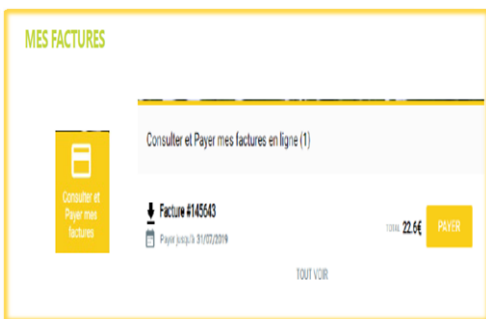 MES FACTURES
Consulter et Payer mes factures en ligne (1)
Consulter et
Payer mes
factures
Facture #145643
Payer jusqu'à 31/07/2019
TOTAL 22.6€ PAYER
TOUT VOIR